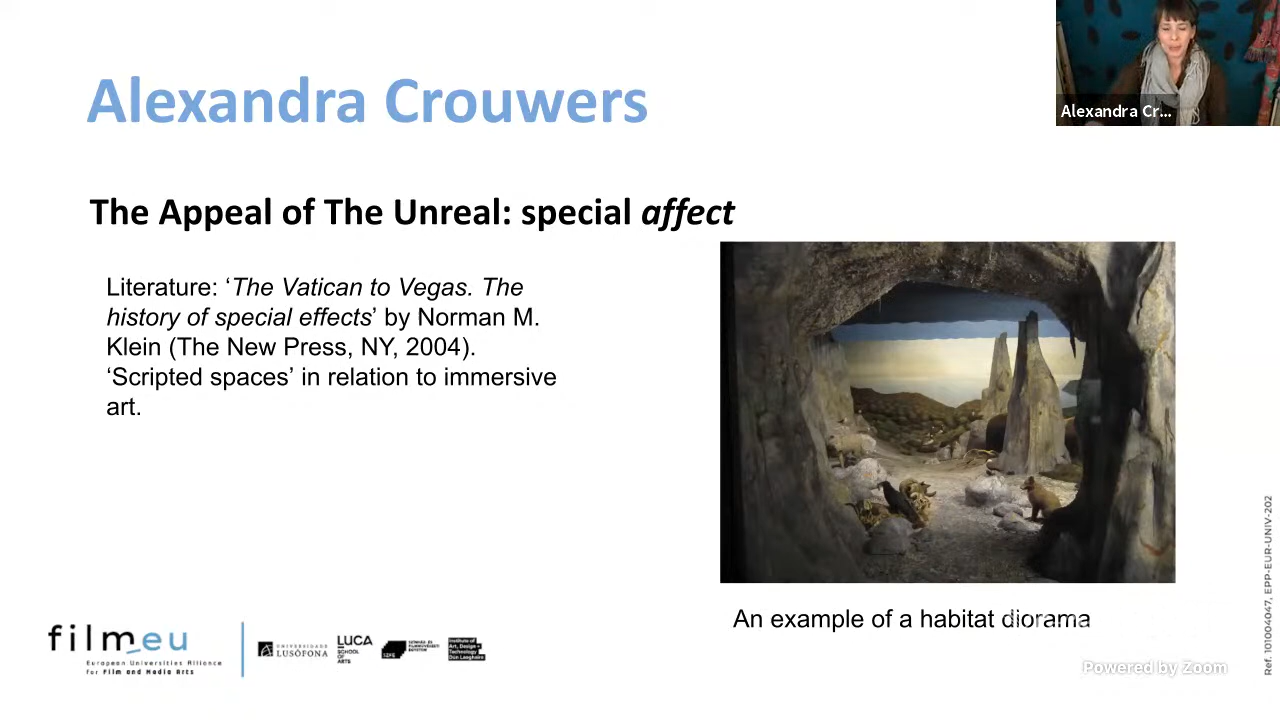 Alexandra Crouwers
Alexandra Cr...
The Appeal of The Unreal: special affect
Literature: ‘The Vatican to Vegas. The
history of special effects’ by Norman M.
Klein (The New Press, NY, 2004).
‘Scripted spaces’ in relation to immersive
art.
An example of a habitat diorama
filmeu
European Universities Alliance
for Film and Media Arts
UNIVERSIDADE
LUSÓFONA
LUCA
SCHOOL
OF
ARTS
SZFE
Institute of
Art, Design +
Technology
Dún Laoghaire
Powered by Zoom
Ref. 101004047, EPP-EUR-UNIV-202